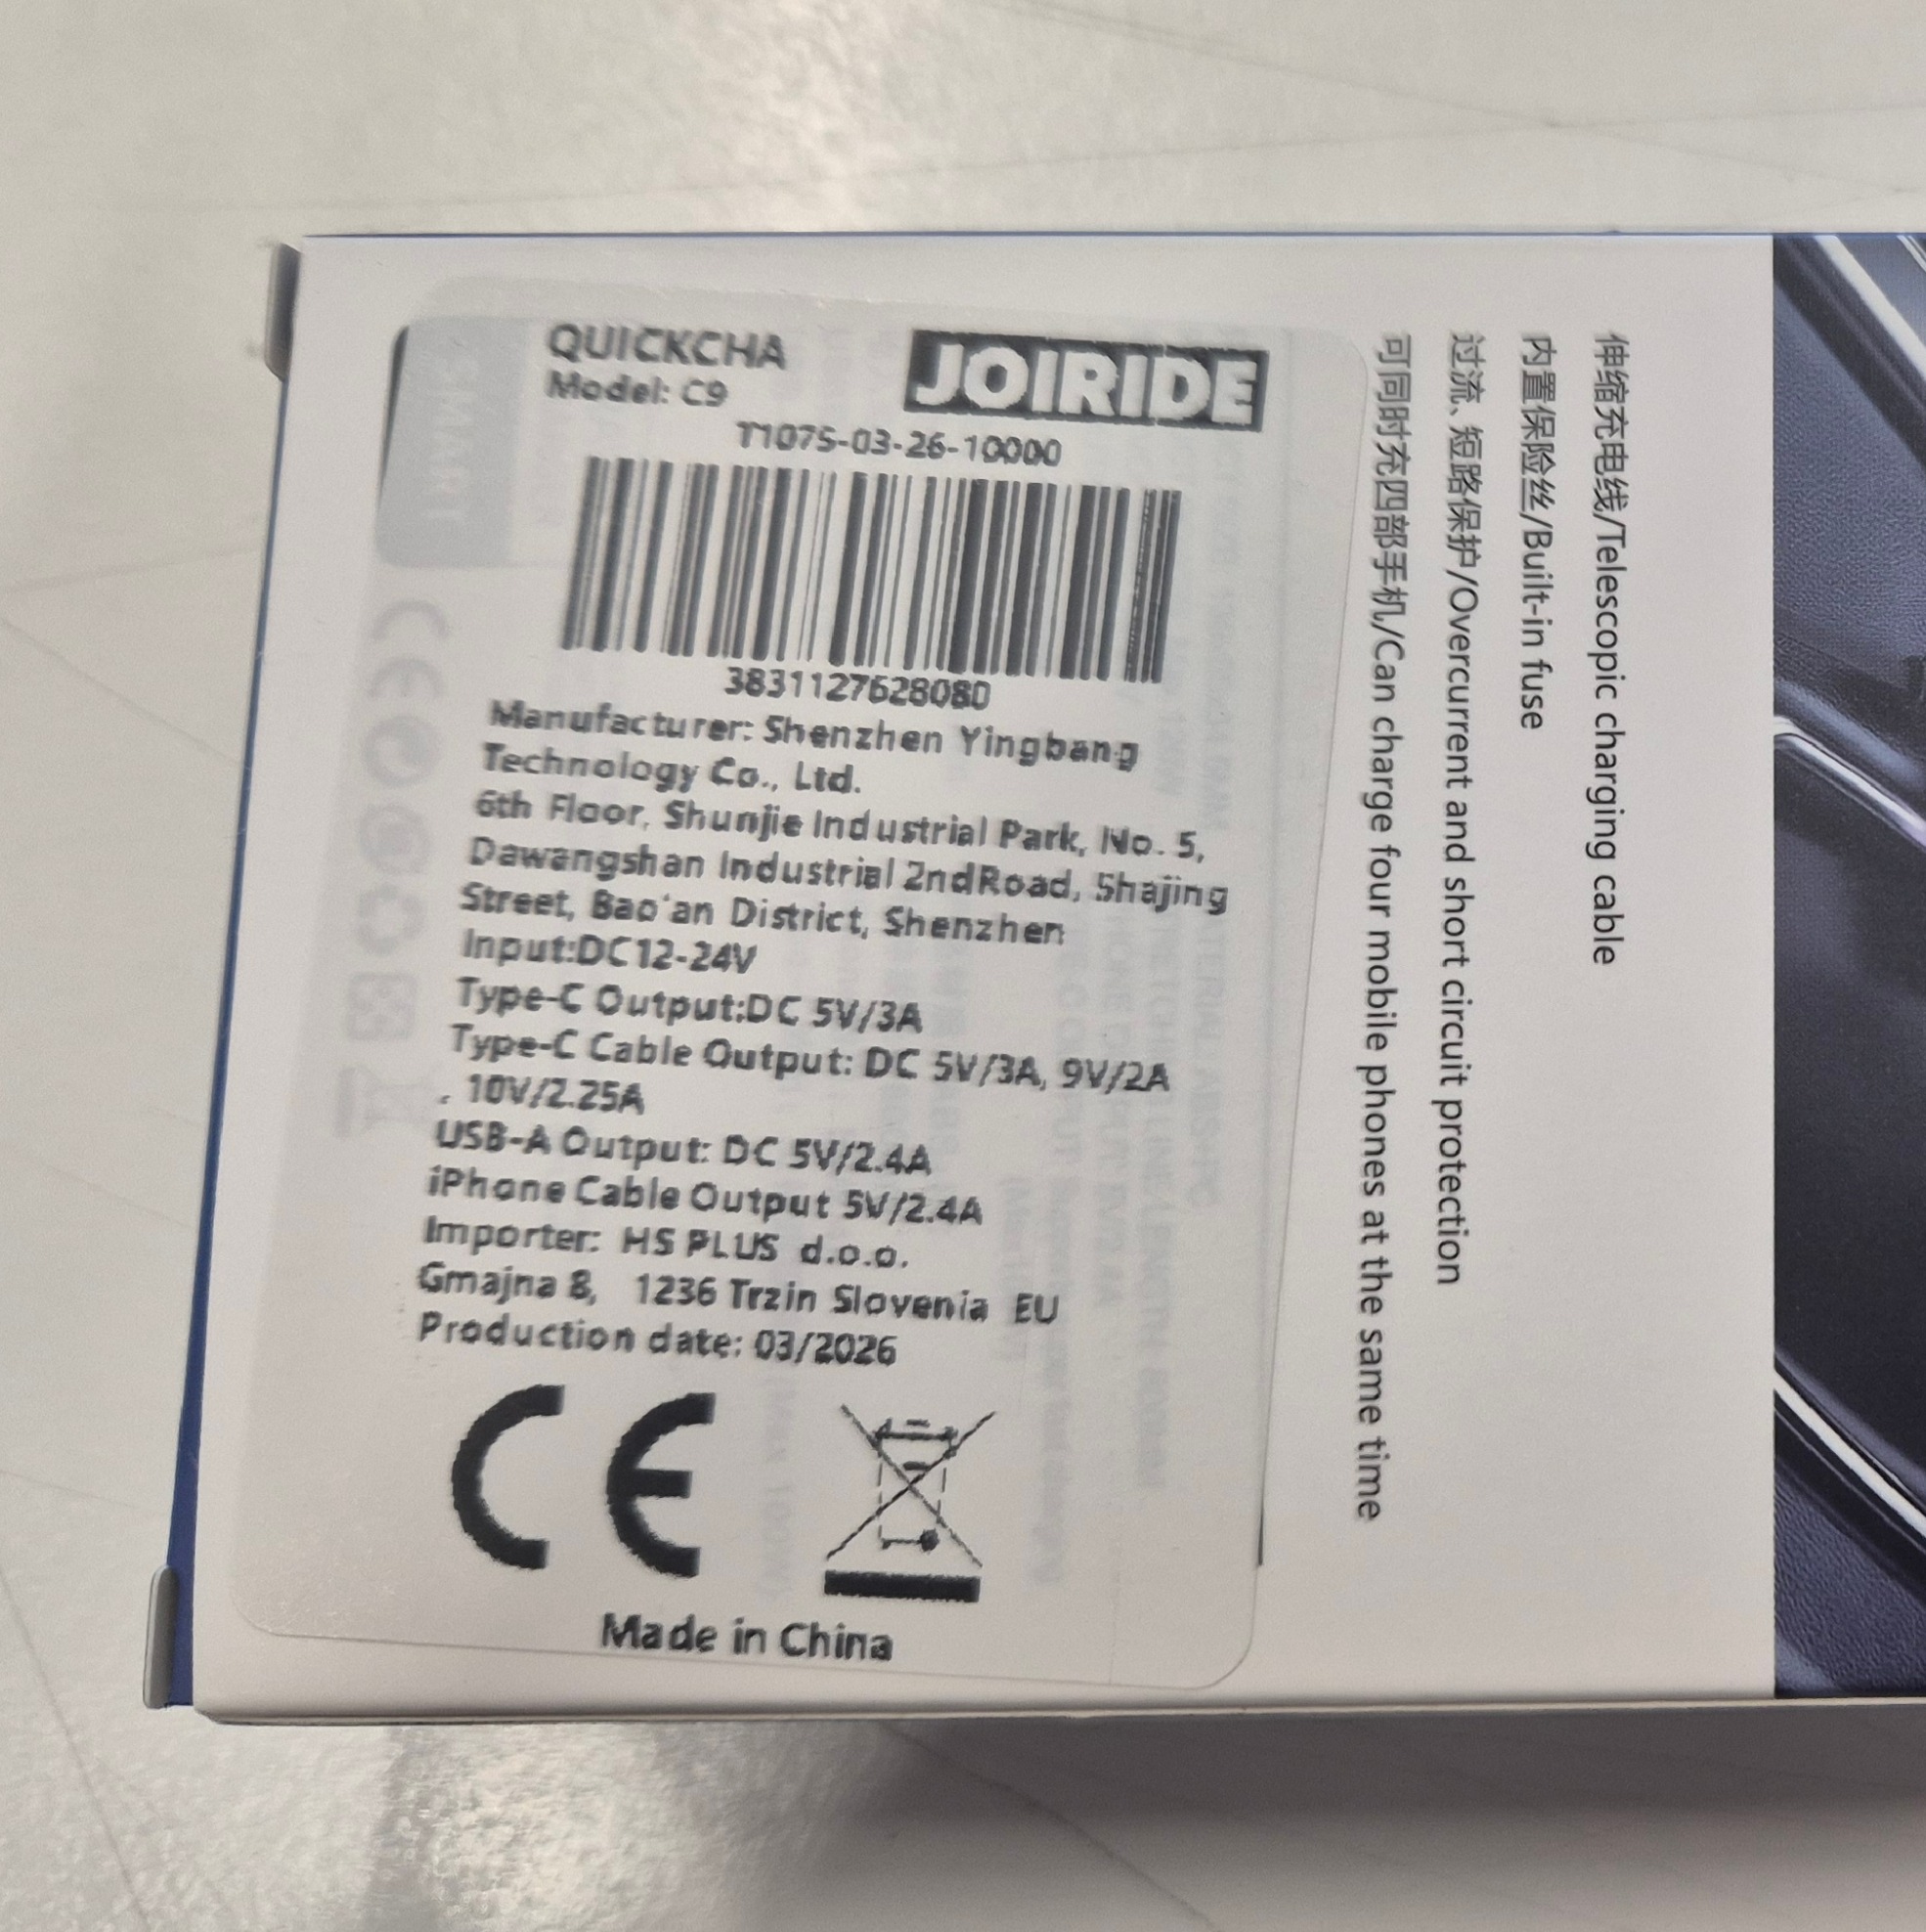 QUICKCHA
Model: C9
JOIRIDE
T1075-03-26-10000
3831127628080
Manufacturer: Shenzhen Yingbang
Technology Co., Ltd.
6th Floor, Shunjie Industrial Park, No. 5,
Dawangshan Industrial 2ndRoad, Shajing
Street, Bao'an District, Shenzhen
Input:DC12-24V
Type-C Output:DC 5V/3A
Type-C Cable Output: DC 5V/3A, 9V/2A
, 10V/2.25A
USB-A Output: DC 5V/2.4A
iPhone Cable Output 5V/2.4A
Importer: HS PLUS d.o.o.
Gmajna 8, 1236 Trzin Slovenia EU
Production date: 03/2026
CE
Made in China
伸缩充电线/Telescopic charging cable
内置保险丝/Built-in fuse
过流、短路保护/Overcurrent and short circuit protection
可同时充四部手机/Can charge four mobile phones at the same time
SMART